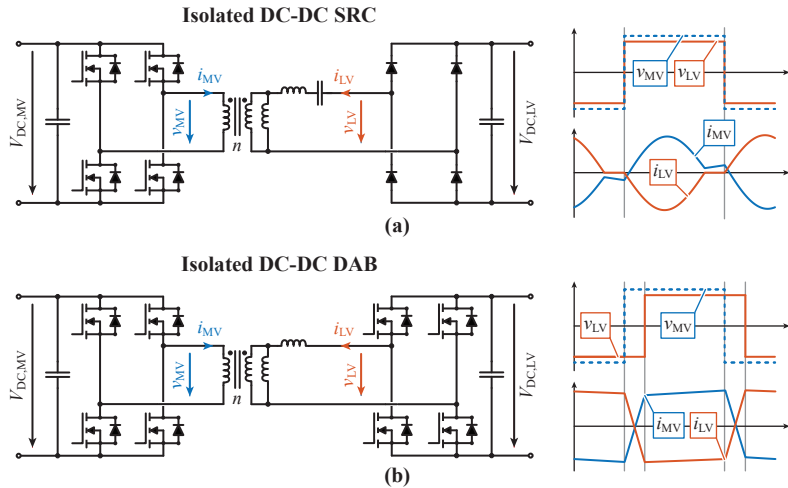 Isolated DC-DC SRC
V_DC,MV
i_MV
v_MV
n
i_LV
v_LV
V_DC,LV
v_MV v_LV
i_MV
i_LV
(a)
Isolated DC-DC DAB
V_DC,MV
i_MV
v_MV
n
i_LV
v_LV
V_DC,LV
v_LV v_MV
i_MV i_LV
(b)